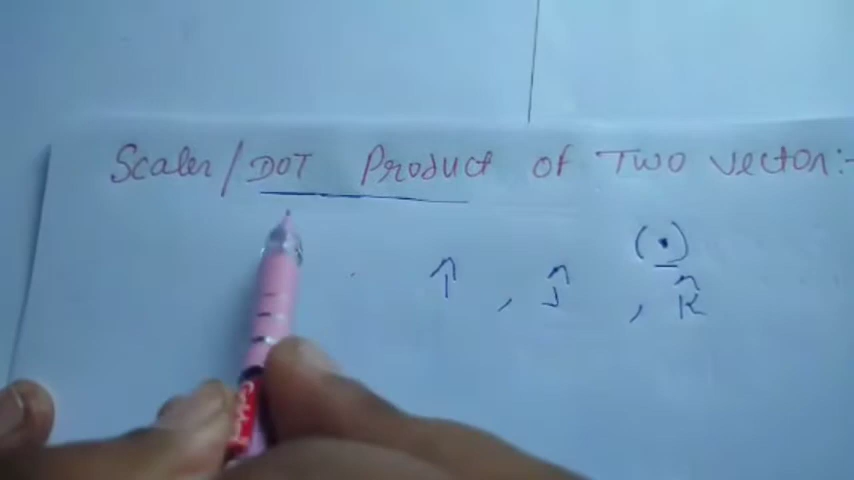 Scaler/DOT Product of Two vector:-
(•)
î , ĵ , k̂